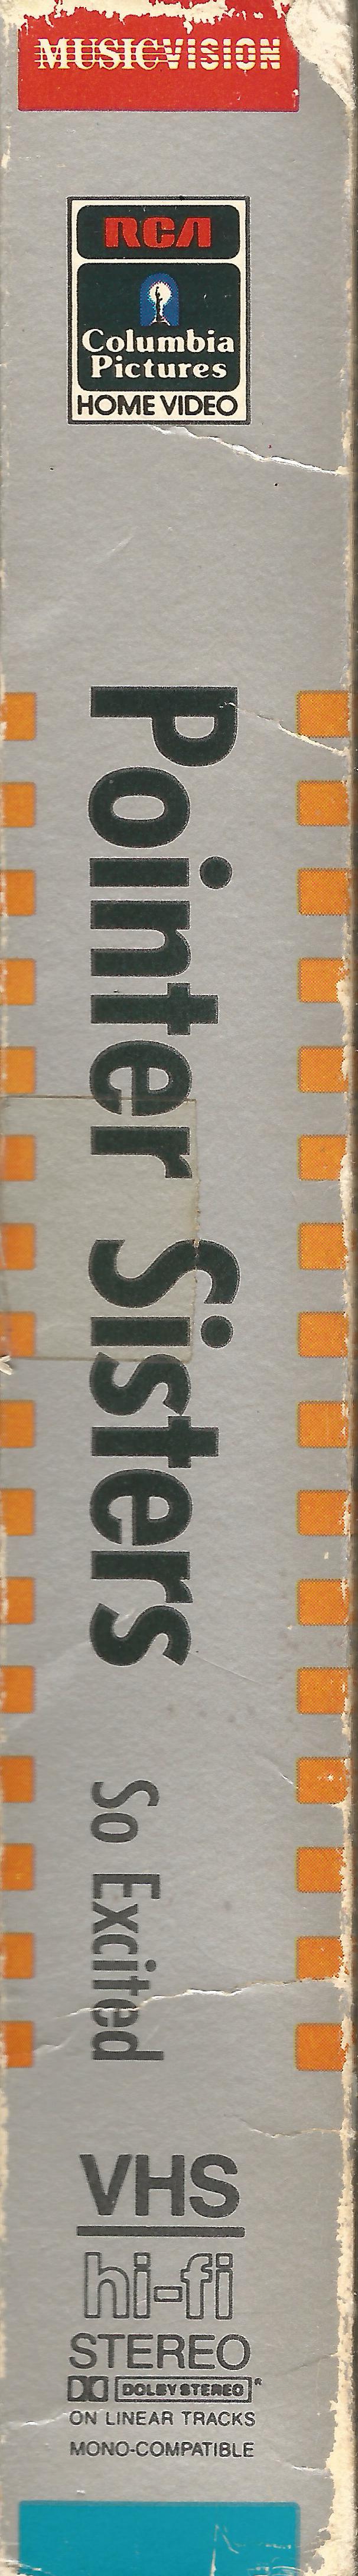 MUSICVISION
RCA
Columbia
Pictures
HOME VIDEO
Pointer Sisters
So Excited
VHS
hi-fi
STEREO
DOLBY STEREO®
ON LINEAR TRACKS
MONO-COMPATIBLE